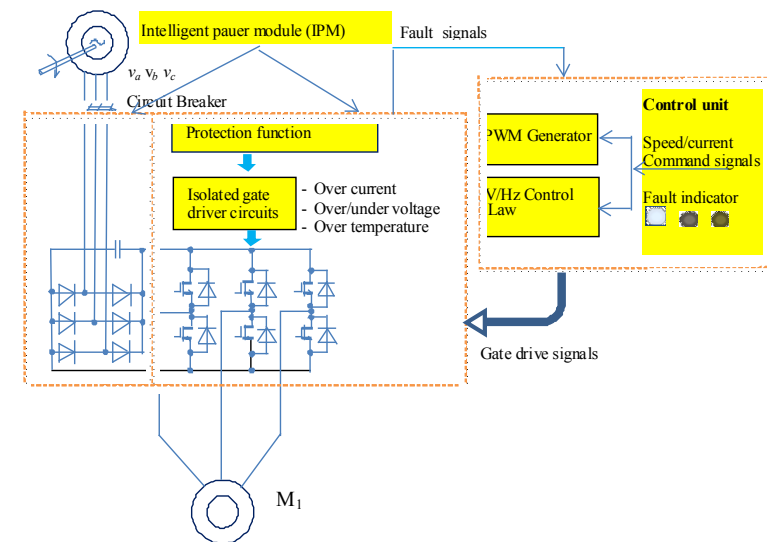 Intelligent pauer module (IPM)
Fault signals
va vb vc
Circuit Breaker
Protection function
Isolated gate
driver circuits
- Over current
- Over/under voltage
- Over temperature
PWM Generator
V/Hz Control
Law
Control unit
Speed/current
Command signals
Fault indicator
Gate drive signals
M1